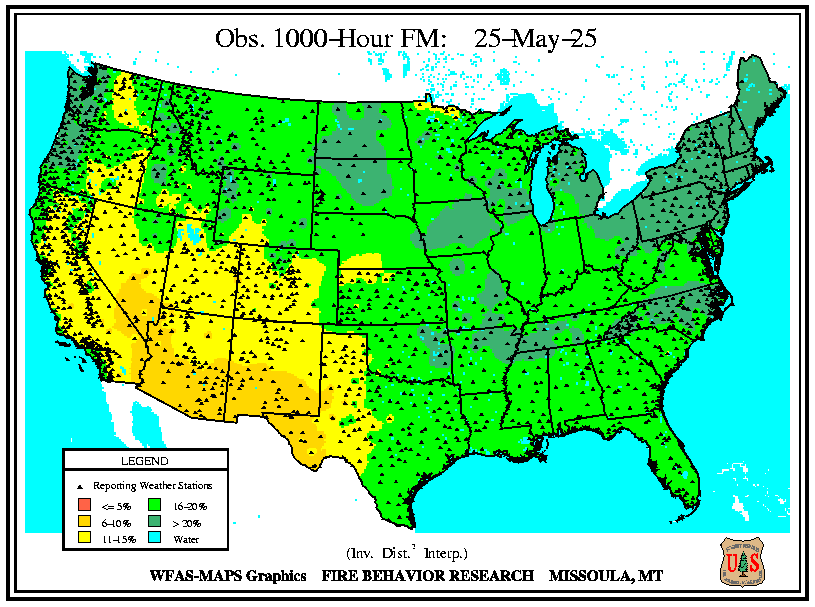 Obs. 1000-Hour FM: 25-May-25
LEGEND
Reporting Weather Stations
<= 5%
16-20%
6-10%
> 20%
11-15%
Water
(Inv. Dist.² Interp.)
WFAS-MAPS Graphics FIRE BEHAVIOR RESEARCH MISSOULA, MT
U S